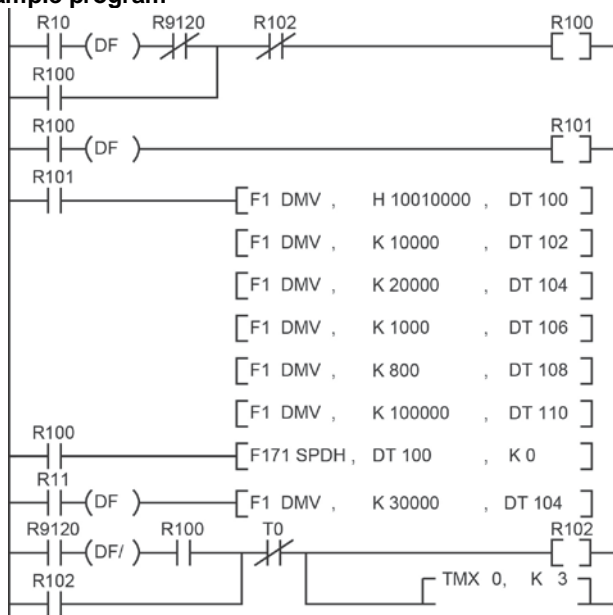 ample program
R10 R9120 R102 R100
(DF )
R100
R100 R101
(DF )
R101
[F1 DMV , H 10010000 , DT 100 ]
[F1 DMV , K 10000 , DT 102 ]
[F1 DMV , K 20000 , DT 104 ]
[F1 DMV , K 1000 , DT 106 ]
[F1 DMV , K 800 , DT 108 ]
[F1 DMV , K 100000 , DT 110 ]
R100
[F171 SPDH , DT 100 , K 0 ]
R11
(DF ) [F1 DMV , K 30000 , DT 104 ]
R9120 R100 T0 R102
(DF/ )
R102 TMX 0, K 3